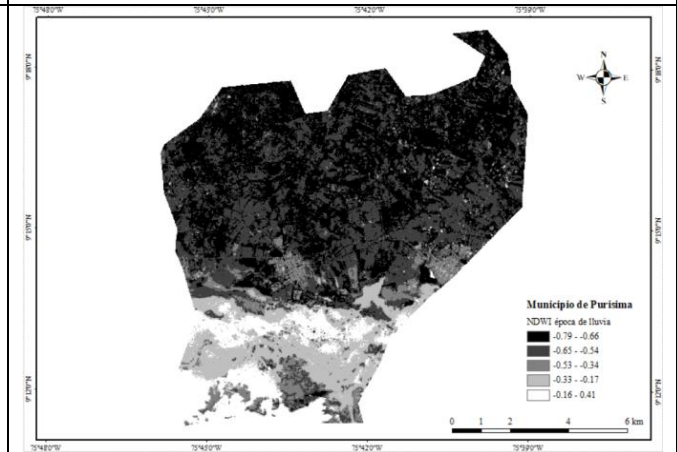 75°48'0"W 75°45'0"W 75°42'0"W 75°39'0"W
N
W E
S
Município de Purísima
NDWI época de lluvia
-0.79 - -0.66
-0.65 - -0.54
-0.53 - -0.34
-0.33 - -0.17
-0.16 - 0.41
0 1 2 4 6 km
75°48'0"W 75°45'0"W 75°42'0"W 75°39'0"W